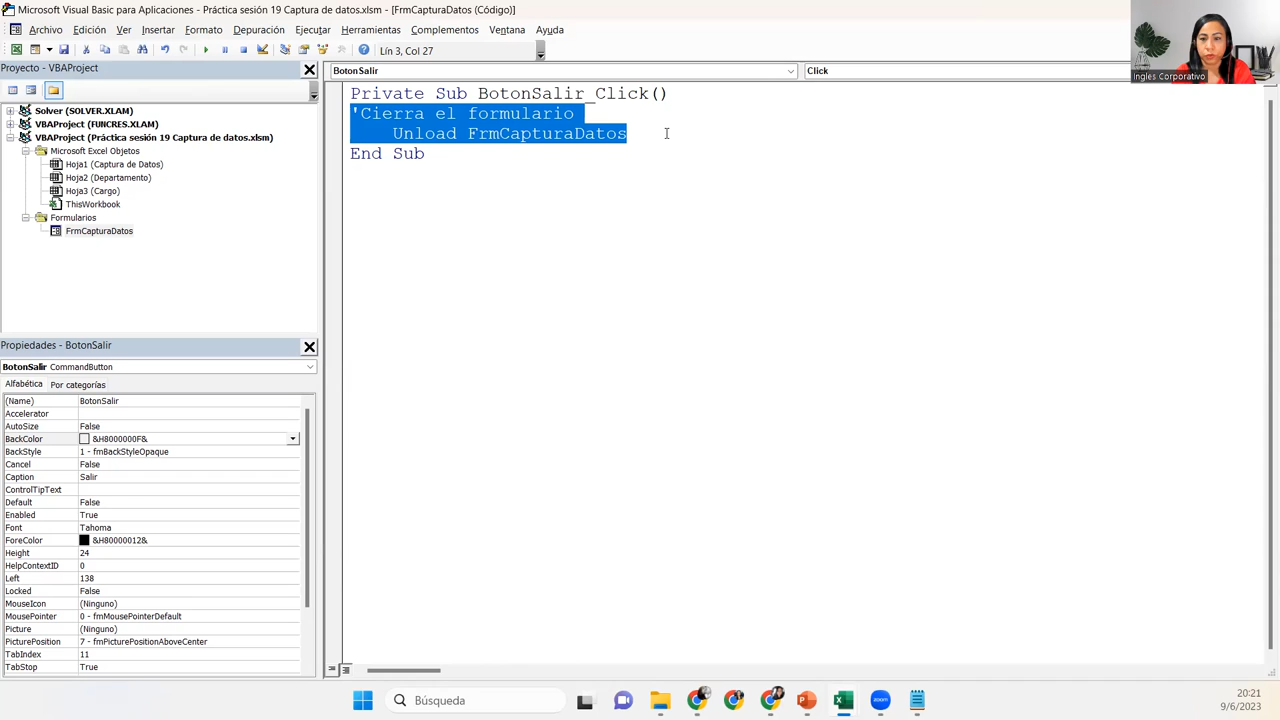 Microsoft Visual Basic para Aplicaciones - Práctica sesión 19 Captura de datos.xlsm - [FrmCapturaDatos (Código)]
Archivo Edición Ver Insertar Formato Depuración Ejecutar Herramientas Complementos Ventana Ayuda
Lín 3, Col 27
Ingles Corporativo
Proyecto - VBAProject
Solver (SOLVER.XLAM)
VBAProject (FUNCRES.XLAM)
VBAProject (Práctica sesión 19 Captura de datos.xlsm)
Microsoft Excel Objetos
Hoja1 (Captura de Datos)
Hoja2 (Departamento)
Hoja3 (Cargo)
ThisWorkbook
Formularios
FrmCapturaDatos
BotonSalir
Click
Private Sub BotonSalir_Click()
'Cierra el formulario
Unload FrmCapturaDatos
End Sub
Propiedades - BotonSalir
BotonSalir CommandButton
Alfabética Por categorías
(Name) BotonSalir
Accelerator
AutoSize False
BackColor &H8000000F&
BackStyle 1 - fmBackStyleOpaque
Cancel False
Caption Salir
ControlTipText
Default False
Enabled True
Font Tahoma
ForeColor &H80000012&
Height 24
HelpContextID 0
Left 138
Locked False
MouseIcon (Ninguno)
MousePointer 0 - fmMousePointerDefault
Picture (Ninguno)
PicturePosition 7 - fmPicturePositionAboveCenter
TabIndex 11
TabStop True
Búsqueda
20:21
9/6/2023